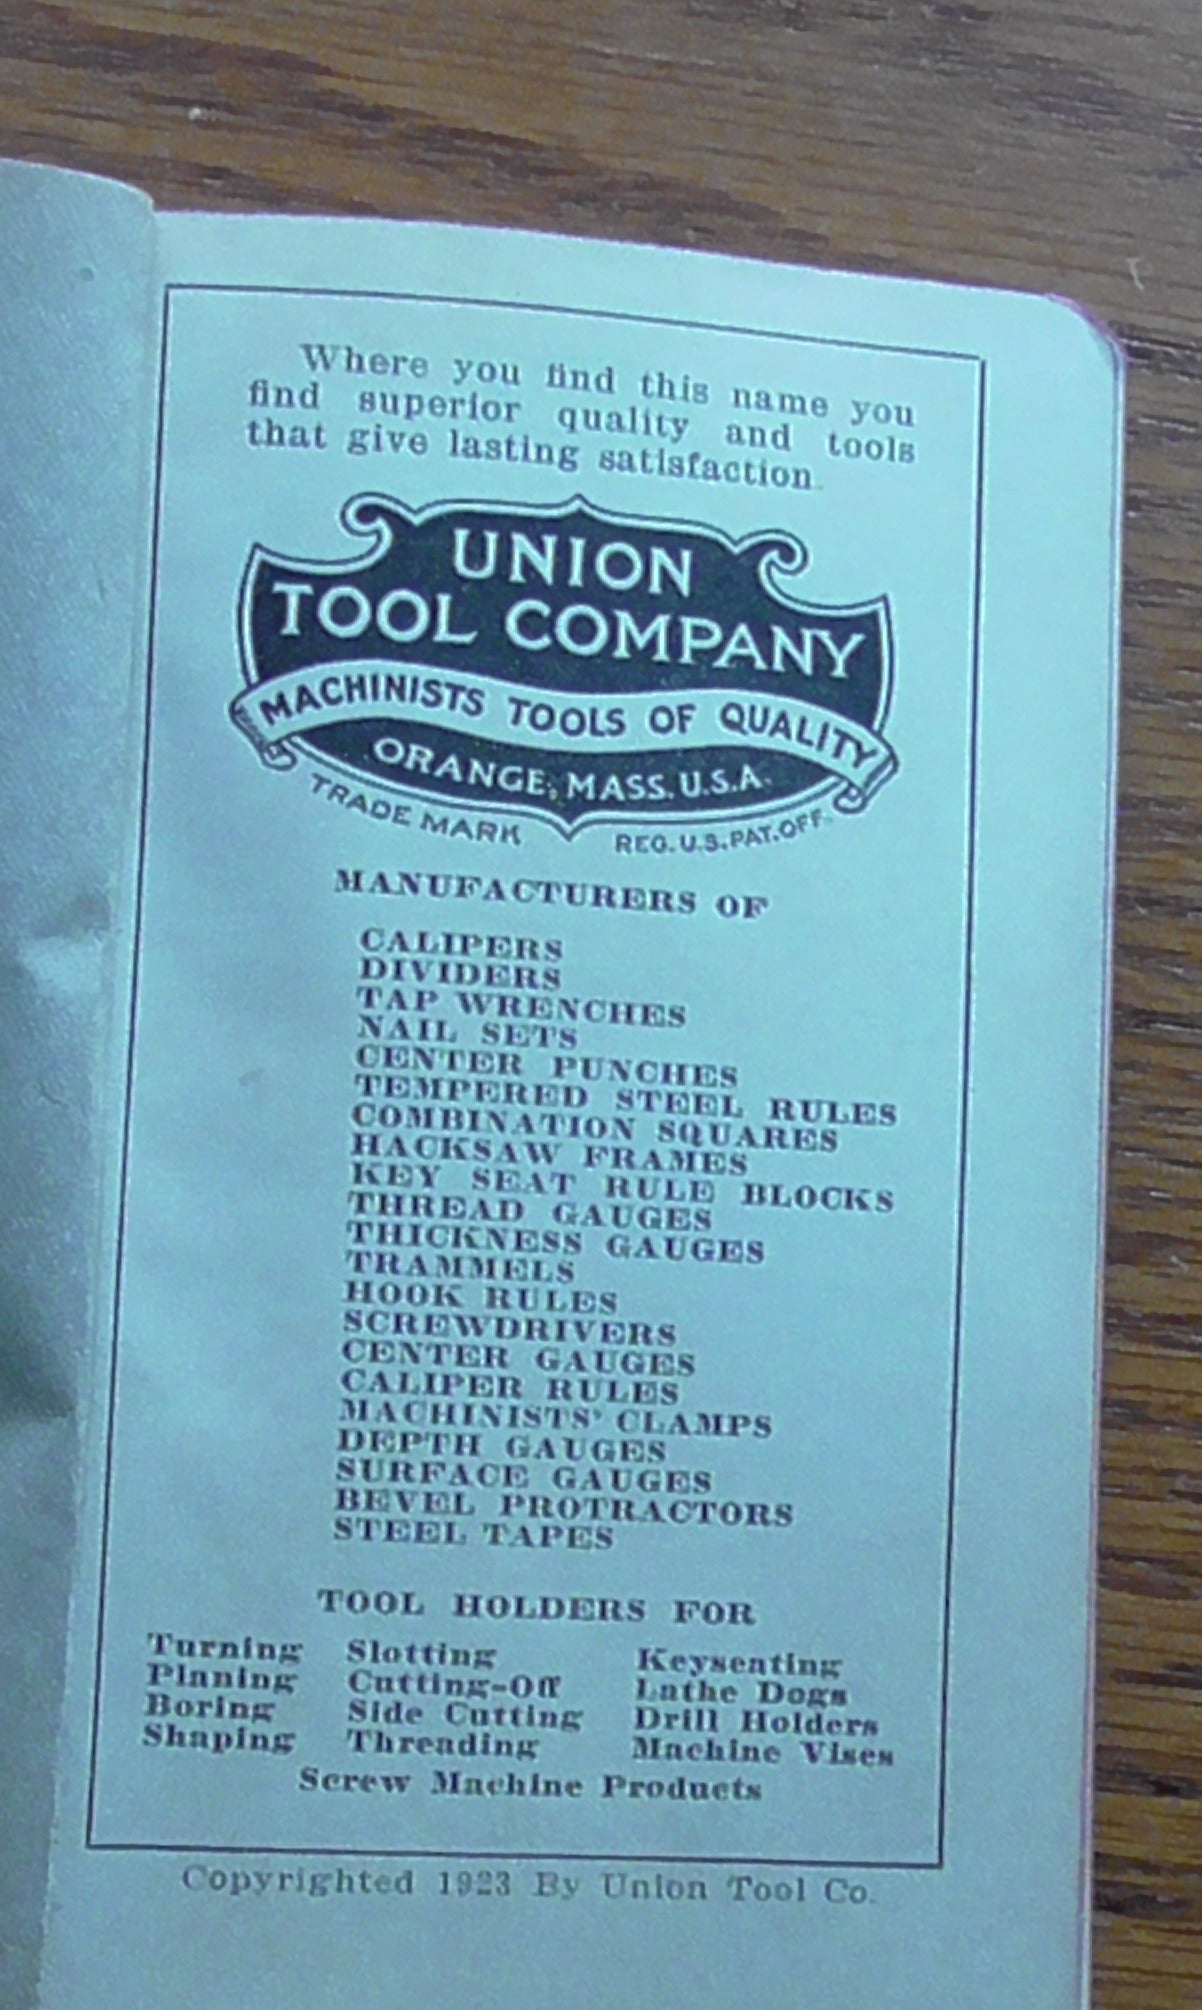 Where you find this name you
find superior quality and tools
that give lasting satisfaction.
UNION
TOOL COMPANY
MACHINISTS TOOLS OF QUALITY
ORANGE, MASS. U.S.A.
TRADE MARK REG. U.S. PAT. OFF.
MANUFACTURERS OF
CALIPERS
DIVIDERS
TAP WRENCHES
NAIL SETS
CENTER PUNCHES
TEMPERED STEEL RULES
COMBINATION SQUARES
HACKSAW FRAMES
KEY SEAT RULE BLOCKS
THREAD GAUGES
THICKNESS GAUGES
TRAMMELS
HOOK RULES
SCREWDRIVERS
CENTER GAUGES
CALIPER RULES
MACHINISTS' CLAMPS
DEPTH GAUGES
SURFACE GAUGES
BEVEL PROTRACTORS
STEEL TAPES
TOOL HOLDERS FOR
Turning Slotting Keyseating
Planing Cutting-Off Lathe Dogs
Boring Side Cutting Drill Holders
Shaping Threading Machine Vises
Screw Machine Products
Copyrighted 1923 By Union Tool Co.